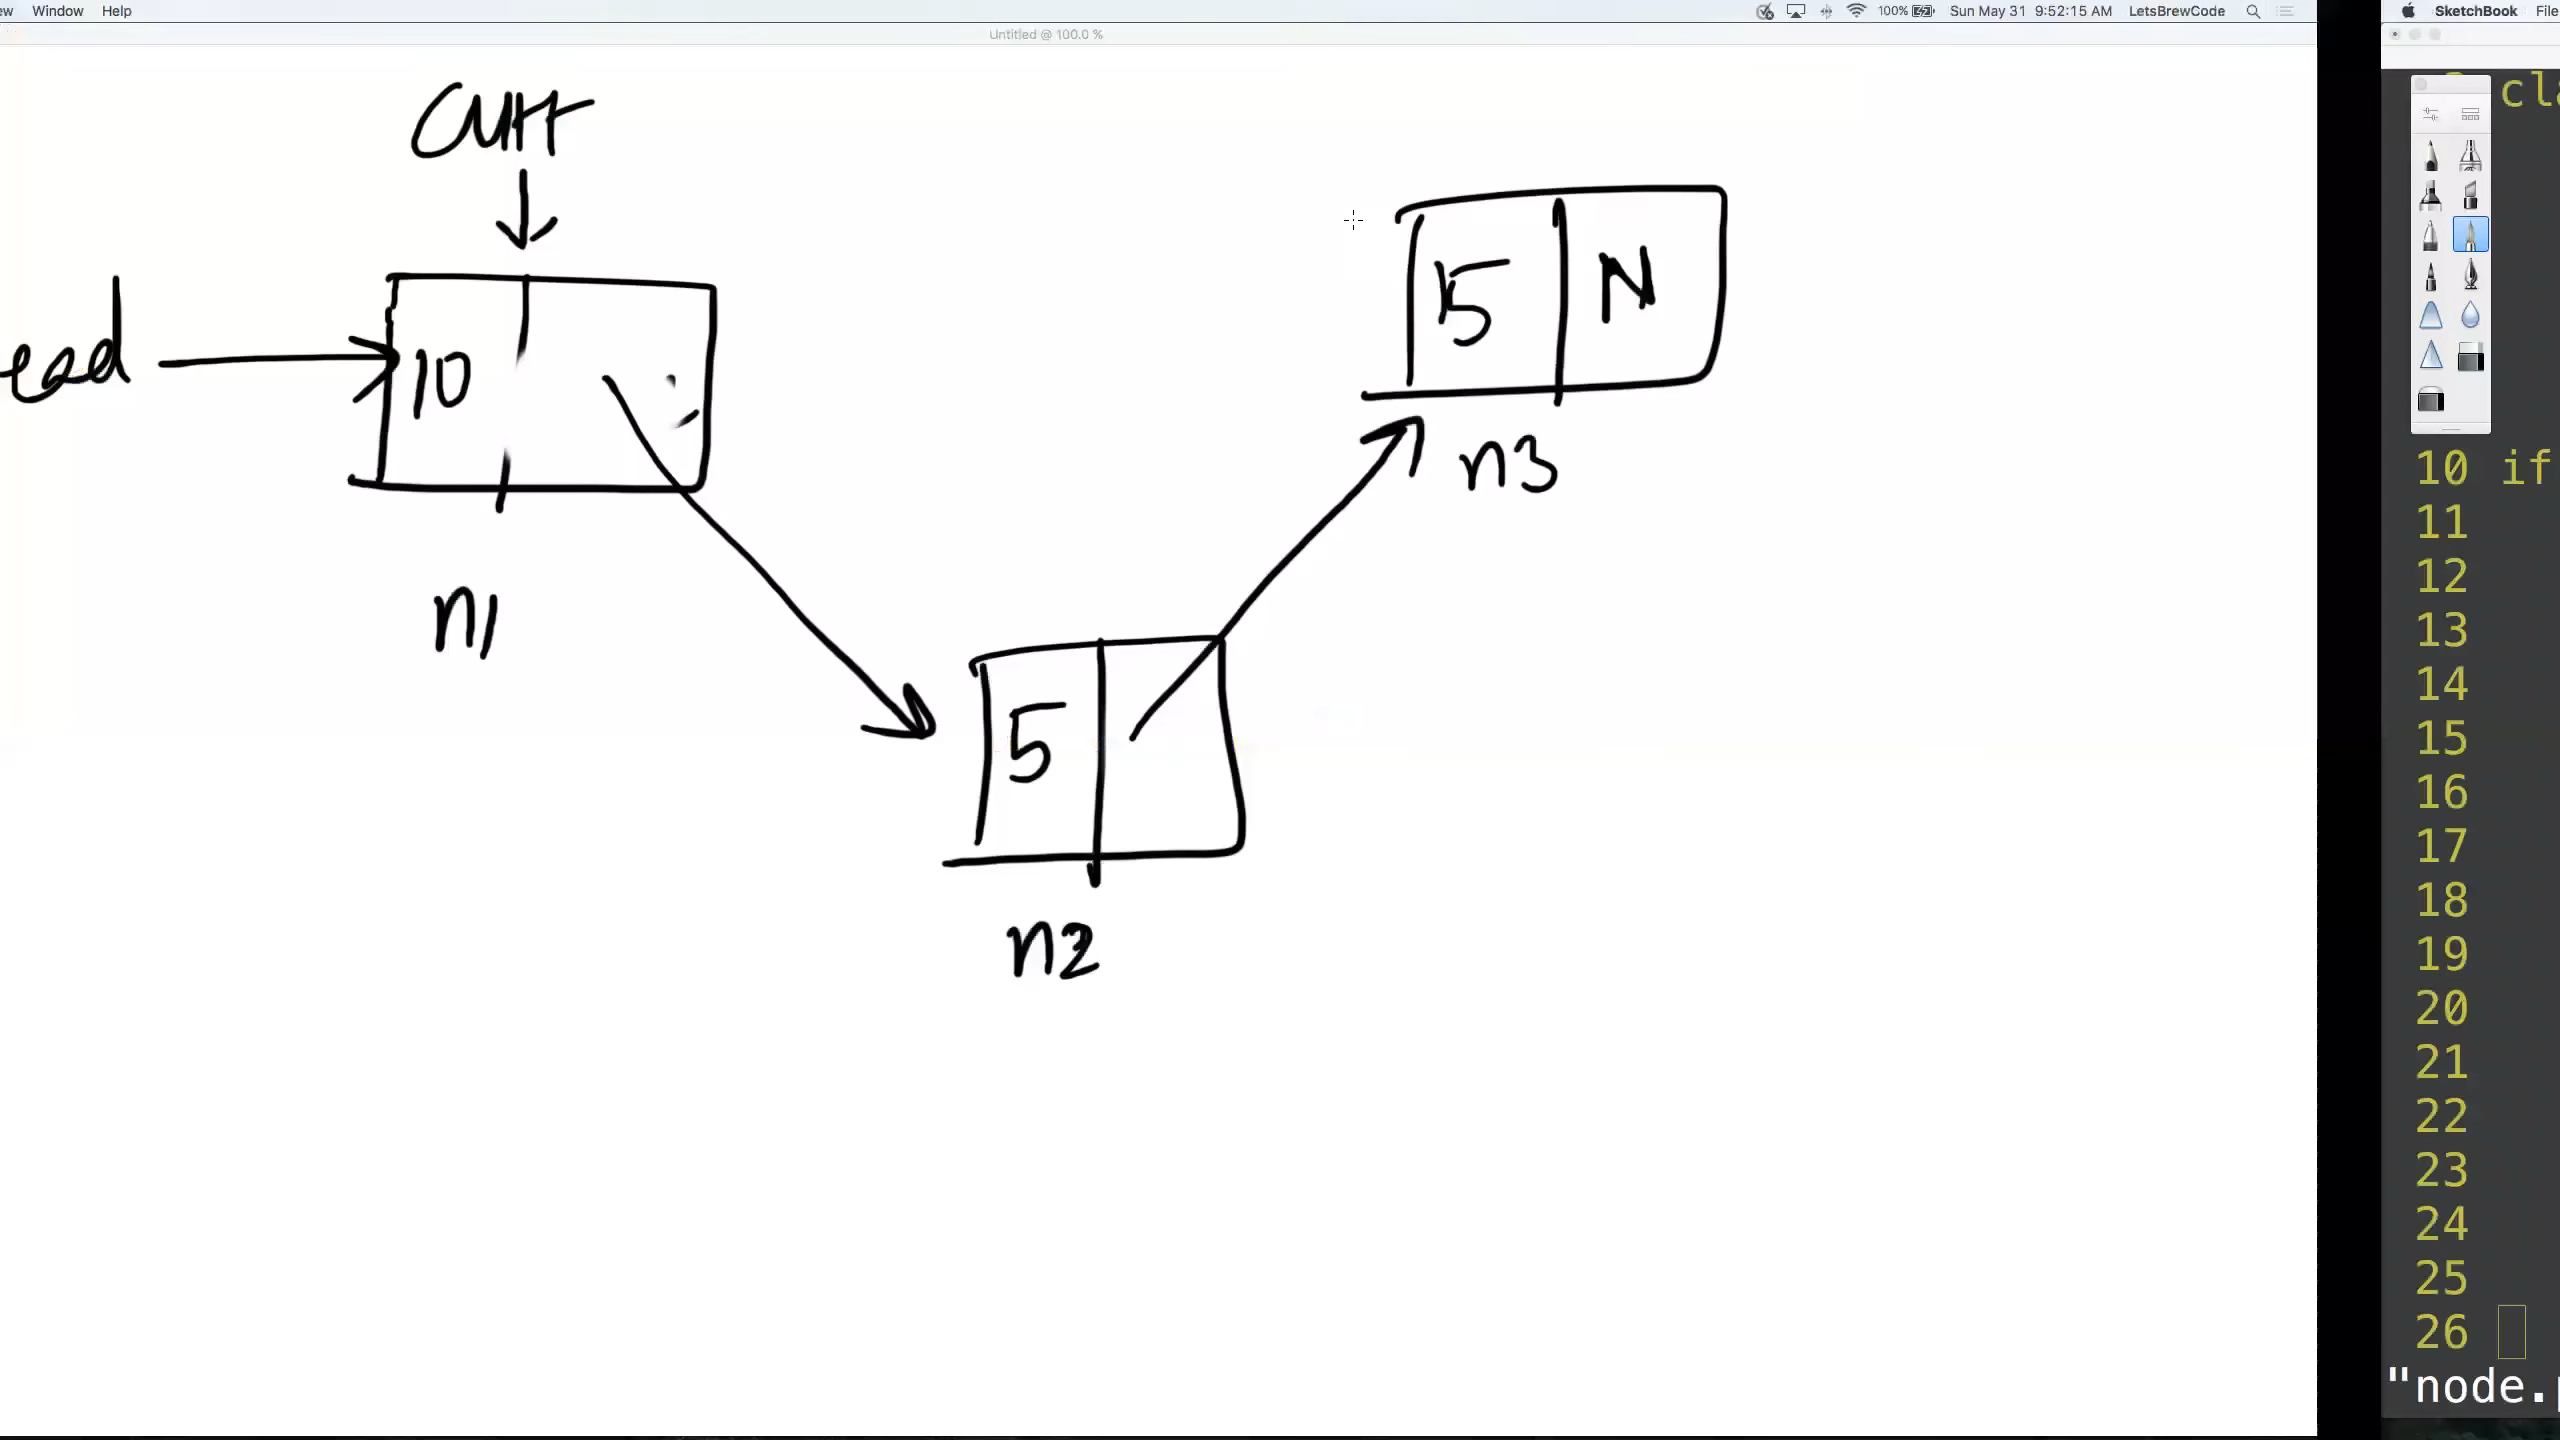 Window Help
100% Sun May 31 9:52:15 AM LetsBrewCode
SketchBook File
Untitled @ 100.0 %
curr
ead
10
n1
5
n2
15 N
n3
cla
10 if
11
12
13
14
15
16
17
18
19
20
21
22
23
24
25
26
"node.p